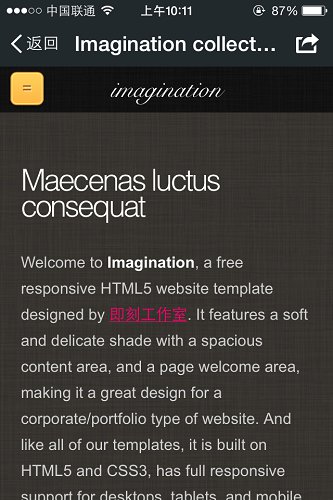 中国联通 上午10:11 87%
返回 Imagination collect...
imagination
Maecenas luctus
consequat
Welcome to Imagination, a free
responsive HTML5 website template
designed by 即刻工作室. It features a soft
and delicate shade with a spacious
content area, and a page welcome area,
making it a great design for a
corporate/portfolio type of website. And
like all of our templates, it is built on
HTML5 and CSS3, has full responsive
support for desktops, tablets, and mobile